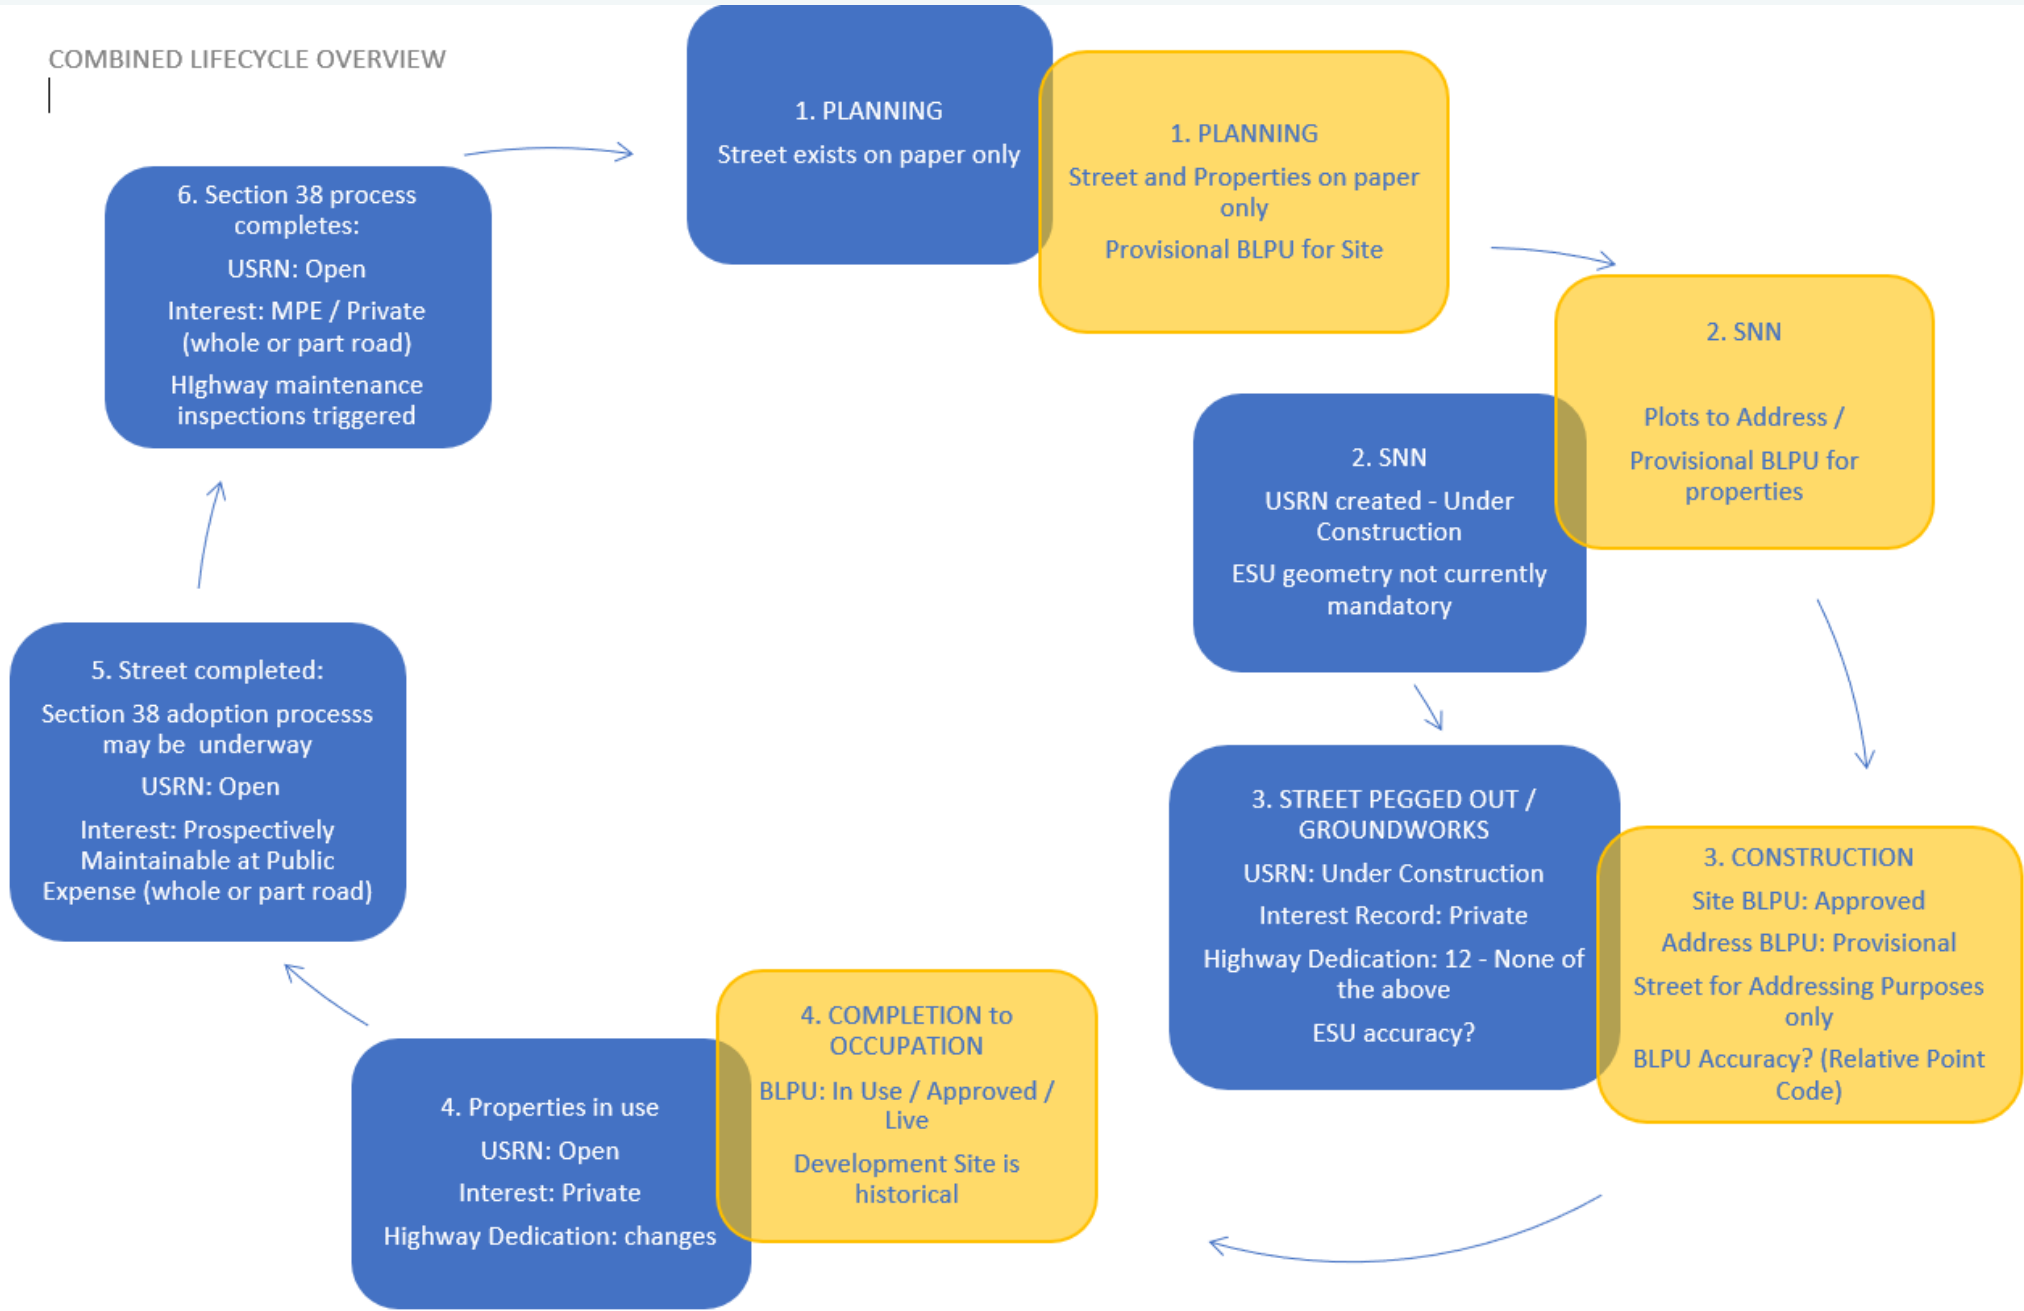 COMBINED LIFECYCLE OVERVIEW
1. PLANNING
Street exists on paper only
1. PLANNING
Street and Properties on paper
only
Provisional BLPU for Site
2. SNN
Plots to Address /
Provisional BLPU for
properties
2. SNN
USRN created - Under
Construction
ESU geometry not currently
mandatory
3. STREET PEGGED OUT /
GROUNDWORKS
USRN: Under Construction
Interest Record: Private
Highway Dedication: 12 - None of
the above
ESU accuracy?
3. CONSTRUCTION
Site BLPU: Approved
Address BLPU: Provisional
Street for Addressing Purposes
only
BLPU Accuracy? (Relative Point
Code)
4. COMPLETION to
OCCUPATION
BLPU: In Use / Approved /
Live
Development Site is
historical
4. Properties in use
USRN: Open
Interest: Private
Highway Dedication: changes
5. Street completed:
Section 38 adoption processs
may be  underway
USRN: Open
Interest: Prospectively
Maintainable at Public
Expense (whole or part road)
6. Section 38 process
completes:
USRN: Open
Interest: MPE / Private
(whole or part road)
HIghway maintenance
inspections triggered